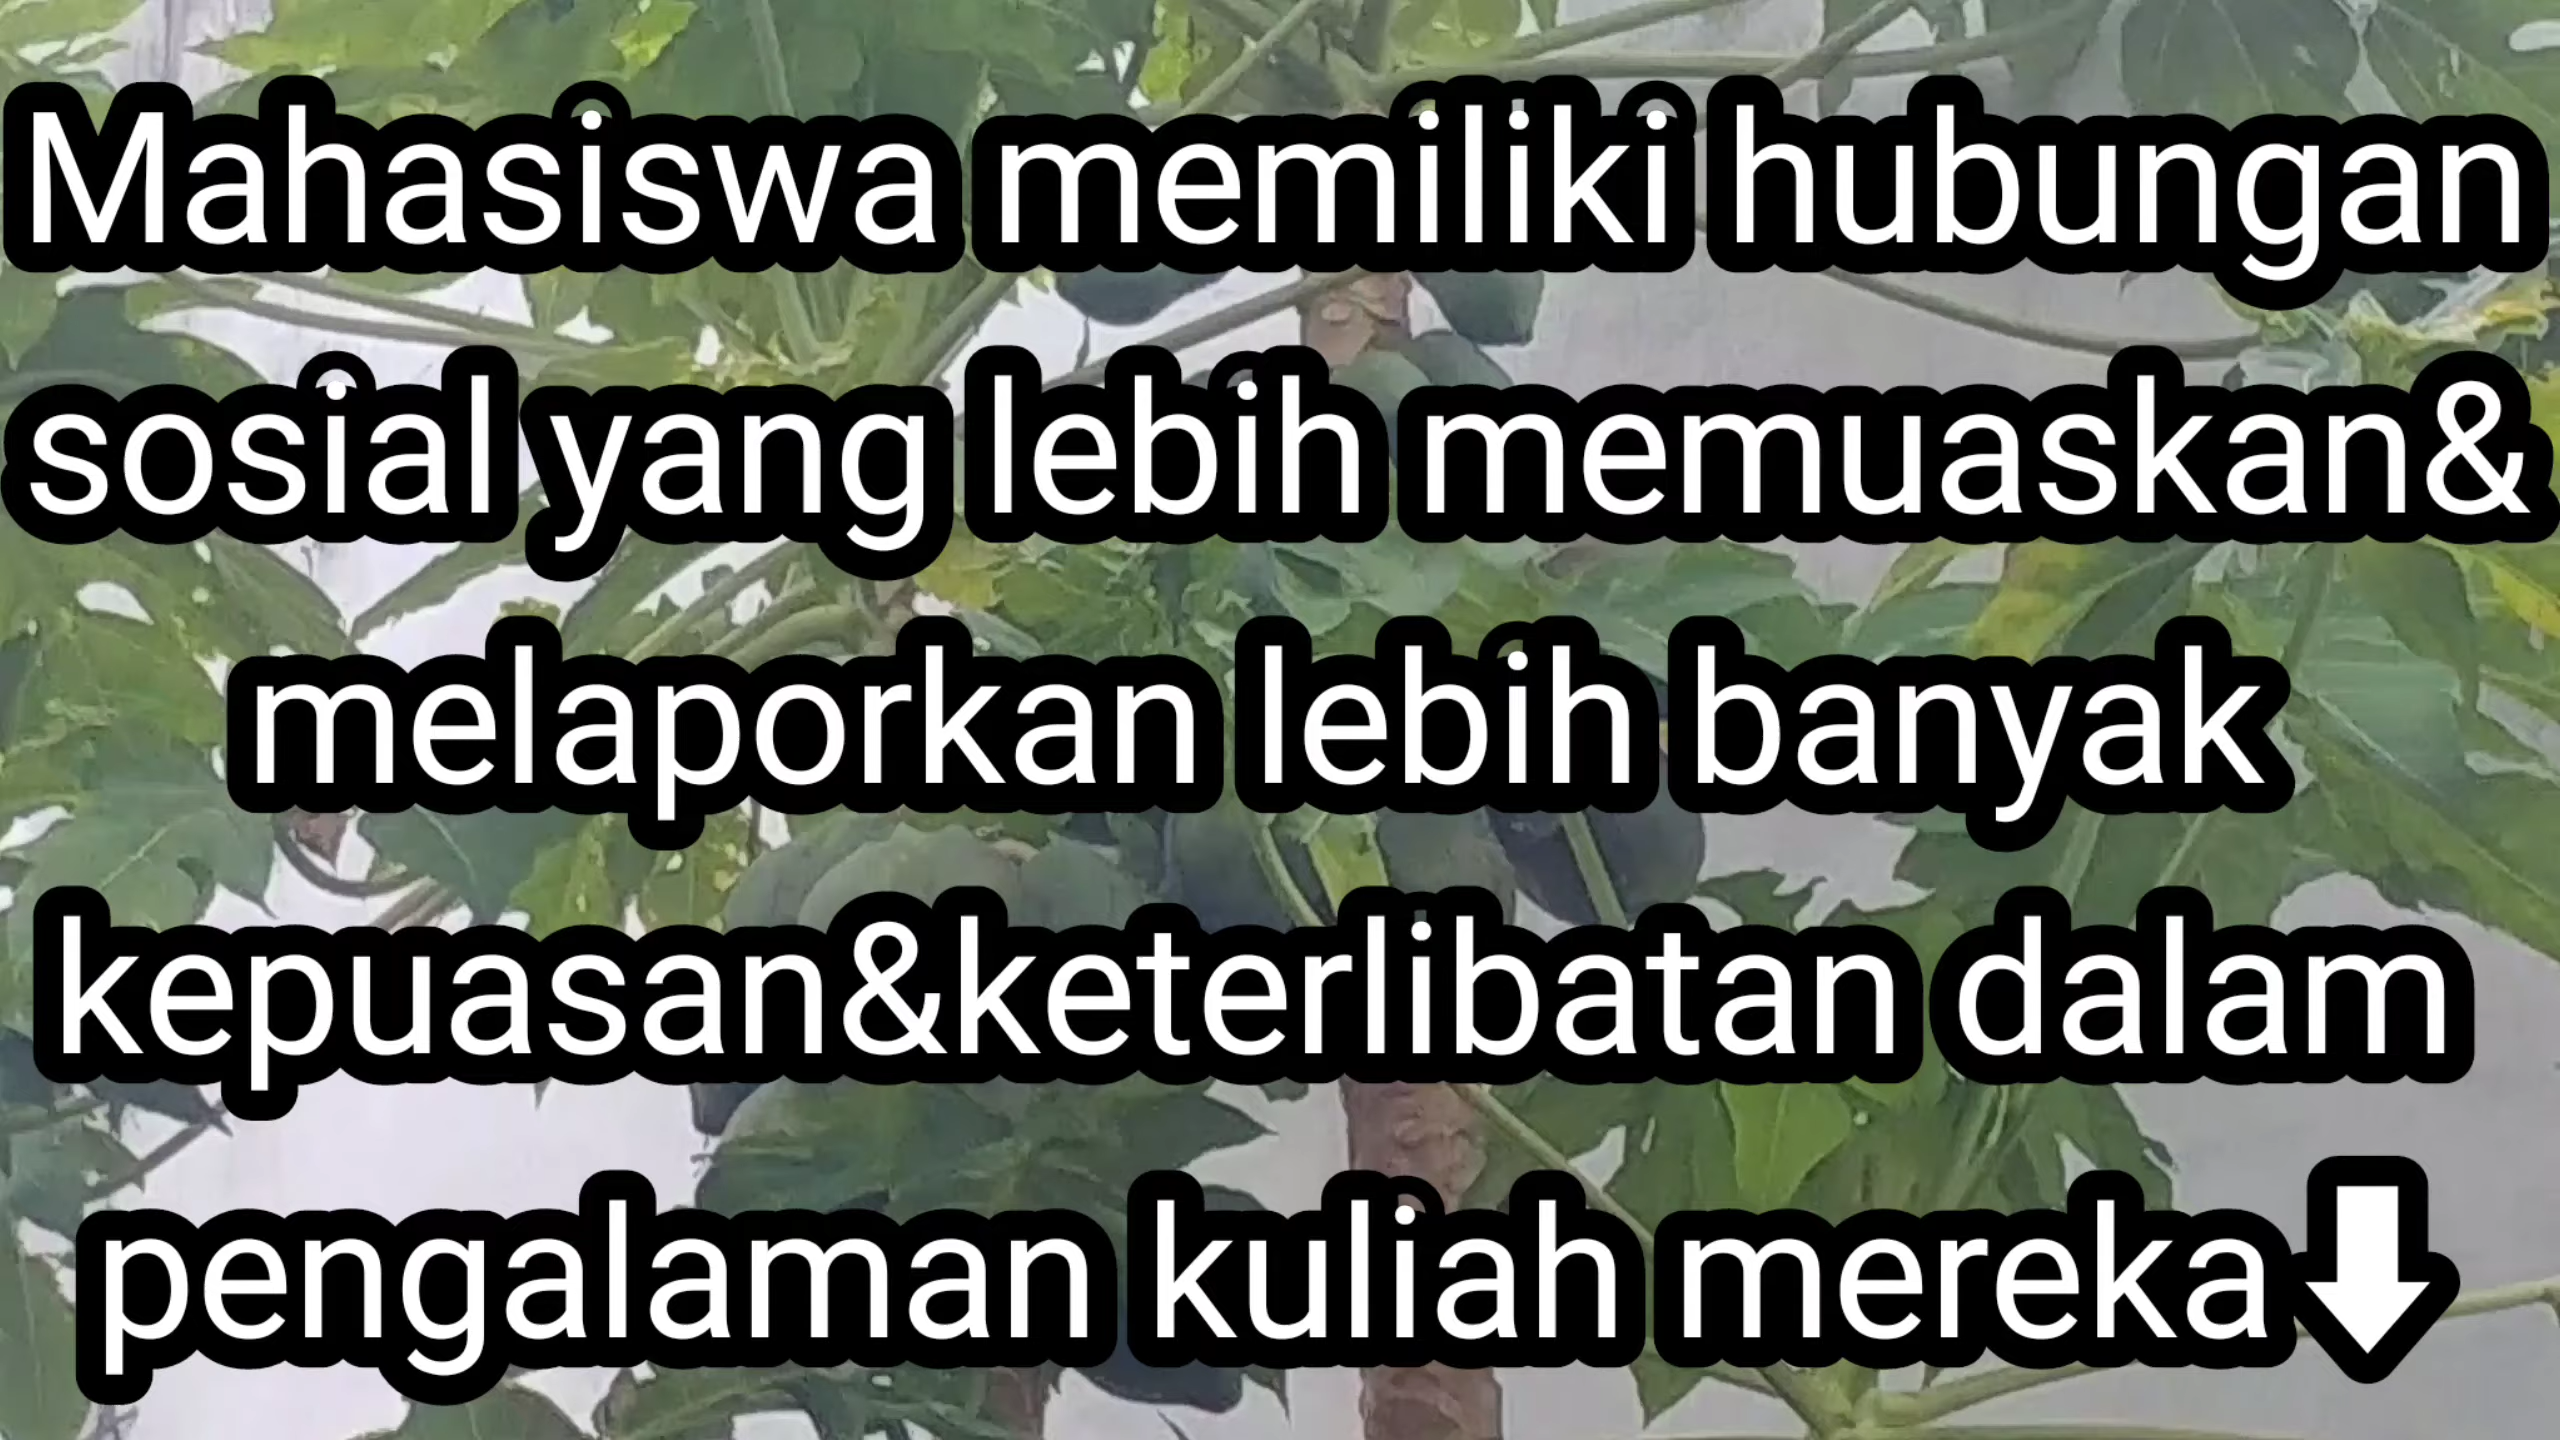 Mahasiswa memiliki hubungan
sosial yang lebih memuaskan&
melaporkan lebih banyak
kepuasan&keterlibatan dalam
pengalaman kuliah mereka⬇